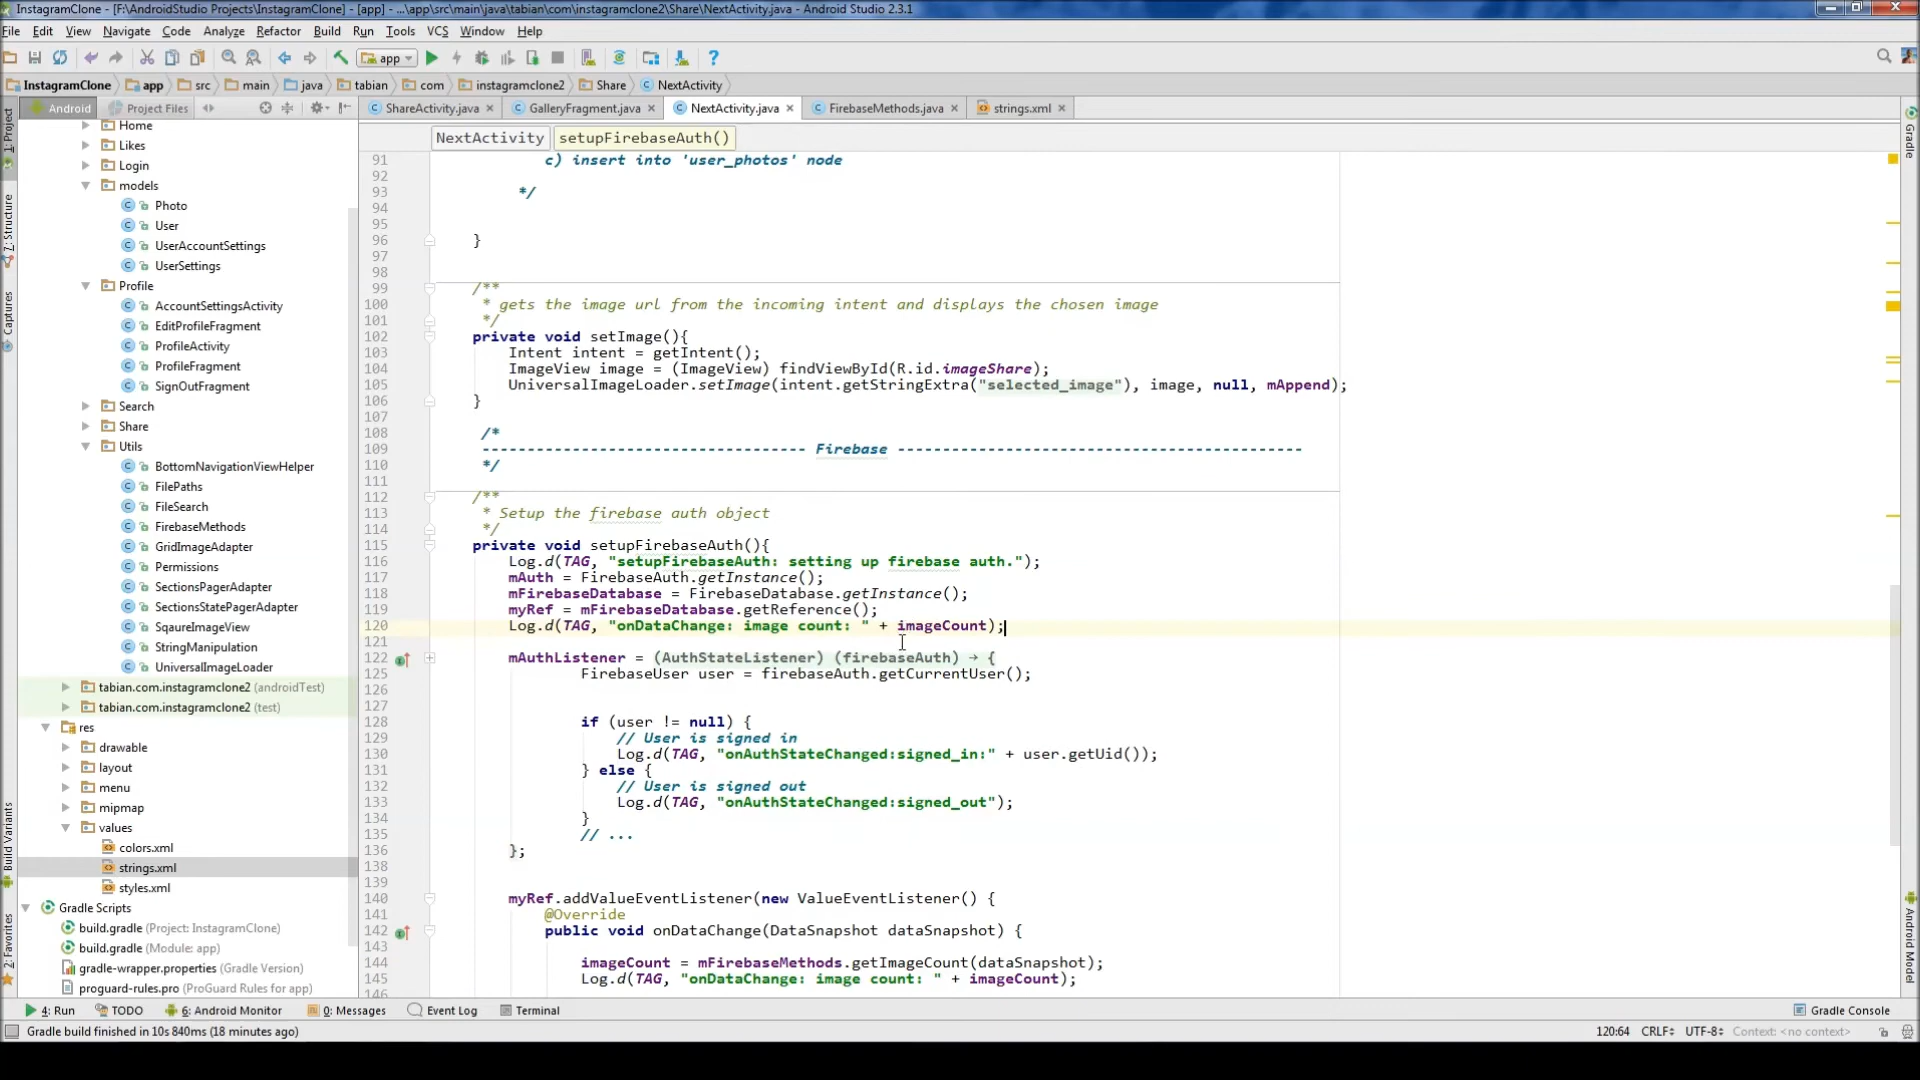 InstagramClone - [F:\AndroidStudio Projects\InstagramClone] - [app] - ...\app\src\main\java\tabian\com\instagramclone2\Share\NextActivity.java - Android Studio 2.3.1
File Edit View Navigate Code Analyze Refactor Build Run Tools VCS Window Help
app
InstagramClone app src main java tabian com instagramclone2 Share NextActivity
Android Project Files
ShareActivity.java GalleryFragment.java NextActivity.java FirebaseMethods.java strings.xml
NextActivity setupFirebaseAuth()
1: Project
7: Structure
Captures
Build Variants
2: Favorites
Home
Likes
Login
models
Photo
User
UserAccountSettings
UserSettings
Profile
AccountSettingsActivity
EditProfileFragment
ProfileActivity
ProfileFragment
SignOutFragment
Search
Share
Utils
BottomNavigationViewHelper
FilePaths
FileSearch
FirebaseMethods
GridImageAdapter
Permissions
SectionsPagerAdapter
SectionsStatePagerAdapter
SqaureImageView
StringManipulation
UniversalImageLoader
tabian.com.instagramclone2 (androidTest)
tabian.com.instagramclone2 (test)
res
drawable
layout
menu
mipmap
values
colors.xml
strings.xml
styles.xml
Gradle Scripts
build.gradle (Project: InstagramClone)
build.gradle (Module: app)
gradle-wrapper.properties (Gradle Version)
proguard-rules.pro (ProGuard Rules for app)
91 c) insert into 'user_photos' node
92
93 */
94
95
96 }
97
98
99 /**
100 * gets the image url from the incoming intent and displays the chosen image
101 */
102 private void setImage(){
103 Intent intent = getIntent();
104 ImageView image = (ImageView) findViewById(R.id.imageShare);
105 UniversalImageLoader.setImage(intent.getStringExtra("selected_image"), image, null, mAppend);
106 }
107
108 /*
109 ------------------------------------ Firebase ---------------------------------------------
110 */
111
112 /**
113 * Setup the firebase auth object
114 */
115 private void setupFirebaseAuth(){
116 Log.d(TAG, "setupFirebaseAuth: setting up firebase auth.");
117 mAuth = FirebaseAuth.getInstance();
118 mFirebaseDatabase = FirebaseDatabase.getInstance();
119 myRef = mFirebaseDatabase.getReference();
120 Log.d(TAG, "onDataChange: image count: " + imageCount);
121
122 mAuthListener = (AuthStateListener) (firebaseAuth) → {
125 FirebaseUser user = firebaseAuth.getCurrentUser();
126
127
128 if (user != null) {
129 // User is signed in
130 Log.d(TAG, "onAuthStateChanged:signed_in:" + user.getUid());
131 } else {
132 // User is signed out
133 Log.d(TAG, "onAuthStateChanged:signed_out");
134 }
135 // ...
136 };
138
139
140 myRef.addValueEventListener(new ValueEventListener() {
141 @Override
142 public void onDataChange(DataSnapshot dataSnapshot) {
143
144 imageCount = mFirebaseMethods.getImageCount(dataSnapshot);
145 Log.d(TAG, "onDataChange: image count: " + imageCount);
146
Gradle
Android Model
4: Run TODO 6: Android Monitor 0: Messages Event Log Terminal Gradle Console
Gradle build finished in 10s 840ms (18 minutes ago) 120:64 CRLF UTF-8 Context: <no context>